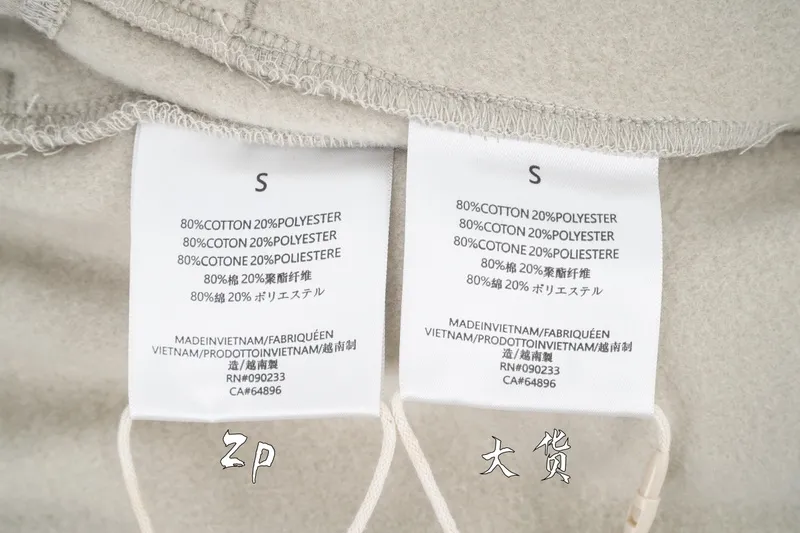 S
80%COTTON 20%POLYESTER
80%COTON 20%POLYESTER
80%COTONE 20%POLIESTERE
80%棉 20%聚酯纤维
80%綿 20% ポリエステル
MADEINVIETNAM/FABRIQUÉEN
VIETNAM/PRODOTTOINVIETNAM/越南制
造/越南製
RN#090233
CA#64896
Zp
S
80%COTTON 20%POLYESTER
80%COTON 20%POLYESTER
80%COTONE 20%POLIESTERE
80%棉 20%聚酯纤维
80%綿 20% ポリエステル
MADEINVIETNAM/FABRIQUÉEN
VIETNAM/PRODOTTOINVIETNAM/越南制
造/越南製
RN#090233
CA#64896
大货